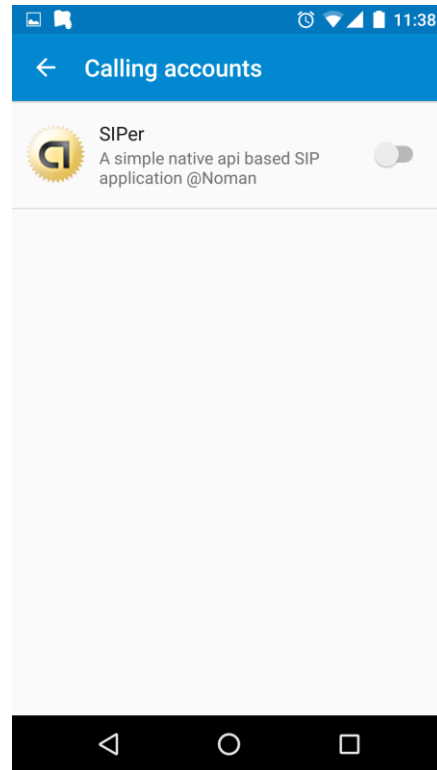 11:38
Calling accounts
SIPer
A simple native api based SIP
application @Noman